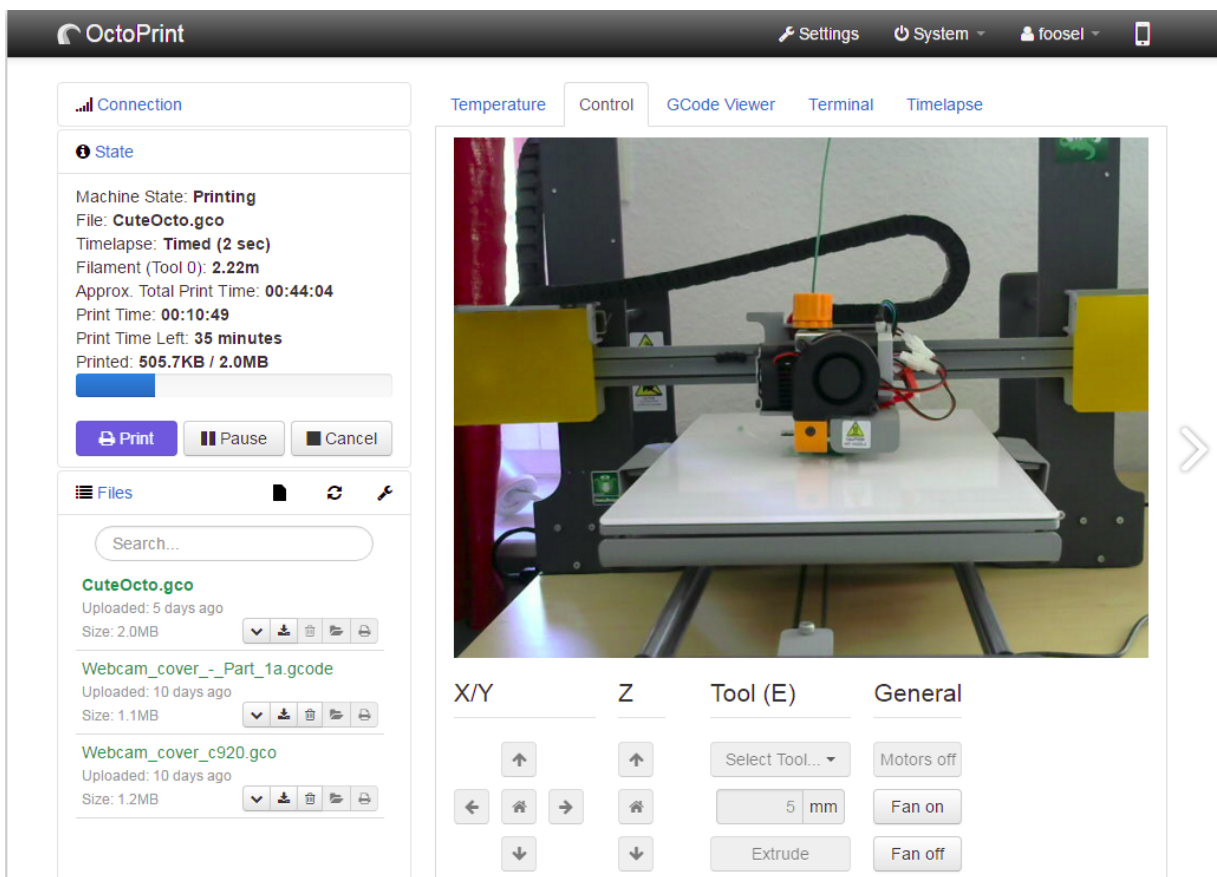 OctoPrint
Settings
System
foosel
Connection
State
Machine State: Printing
File: CuteOcto.gco
Timelapse: Timed (2 sec)
Filament (Tool 0): 2.22m
Approx. Total Print Time: 00:44:04
Print Time: 00:10:49
Print Time Left: 35 minutes
Printed: 505.7KB / 2.0MB
Print
Pause
Cancel
Files
Search...
CuteOcto.gco
Uploaded: 5 days ago
Size: 2.0MB
Webcam_cover_-_Part_1a.gcode
Uploaded: 10 days ago
Size: 1.1MB
Webcam_cover_c920.gco
Uploaded: 10 days ago
Size: 1.2MB
Temperature
Control
GCode Viewer
Terminal
Timelapse
X/Y
Z
Tool (E)
General
Select Tool...
Motors off
5 mm
Fan on
Extrude
Fan off